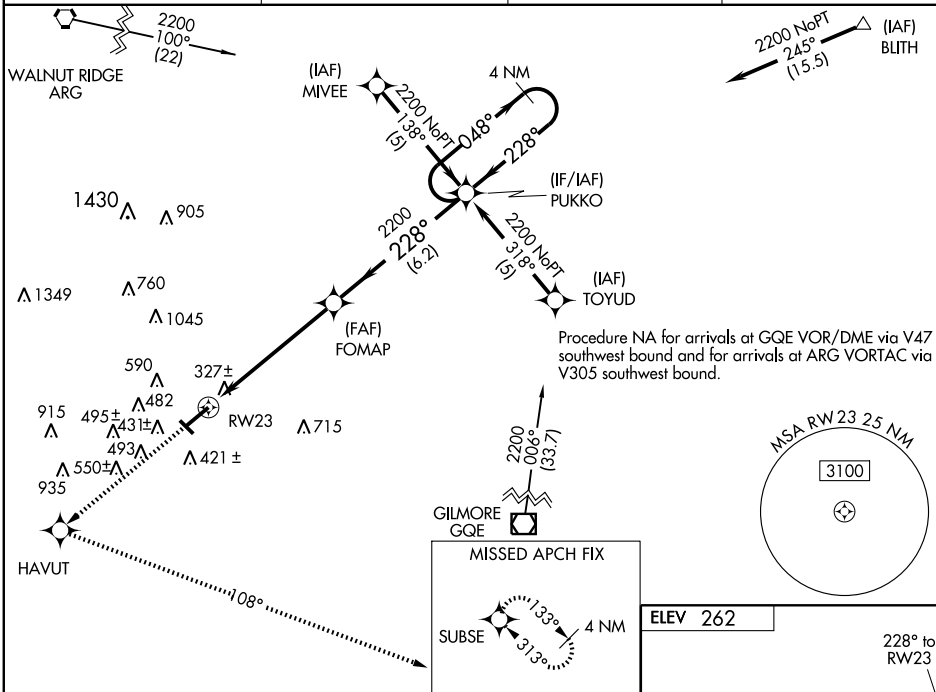 2200
100°
(22)
WALNUT RIDGE
ARG
(IAF)
MIVEE
2200 NoPT
138°
(5)
4 NM
048°
228°
2200 NoPT
245°
(15.5)
(IAF)
BLITH
(IF/IAF)
PUKKO
2200
228°
(6.2)
2200 NoPT
318°
(5)
(IAF)
TOYUD
(FAF)
FOMAP
1430
905
1349
760
1045
590
327±
482
RW23
915
495±
431±
715
493
421 ±
550±
935
HAVUT
108°
Procedure NA for arrivals at GQE VOR/DME via V47
southwest bound and for arrivals at ARG VORTAC via
V305 southwest bound.
2200
006°
(33.7)
GILMORE
GQE
MSA RW 23 25 NM
3100
MISSED APCH FIX
SUBSE
133°
313°
4 NM
ELEV 262
228° to
RW23